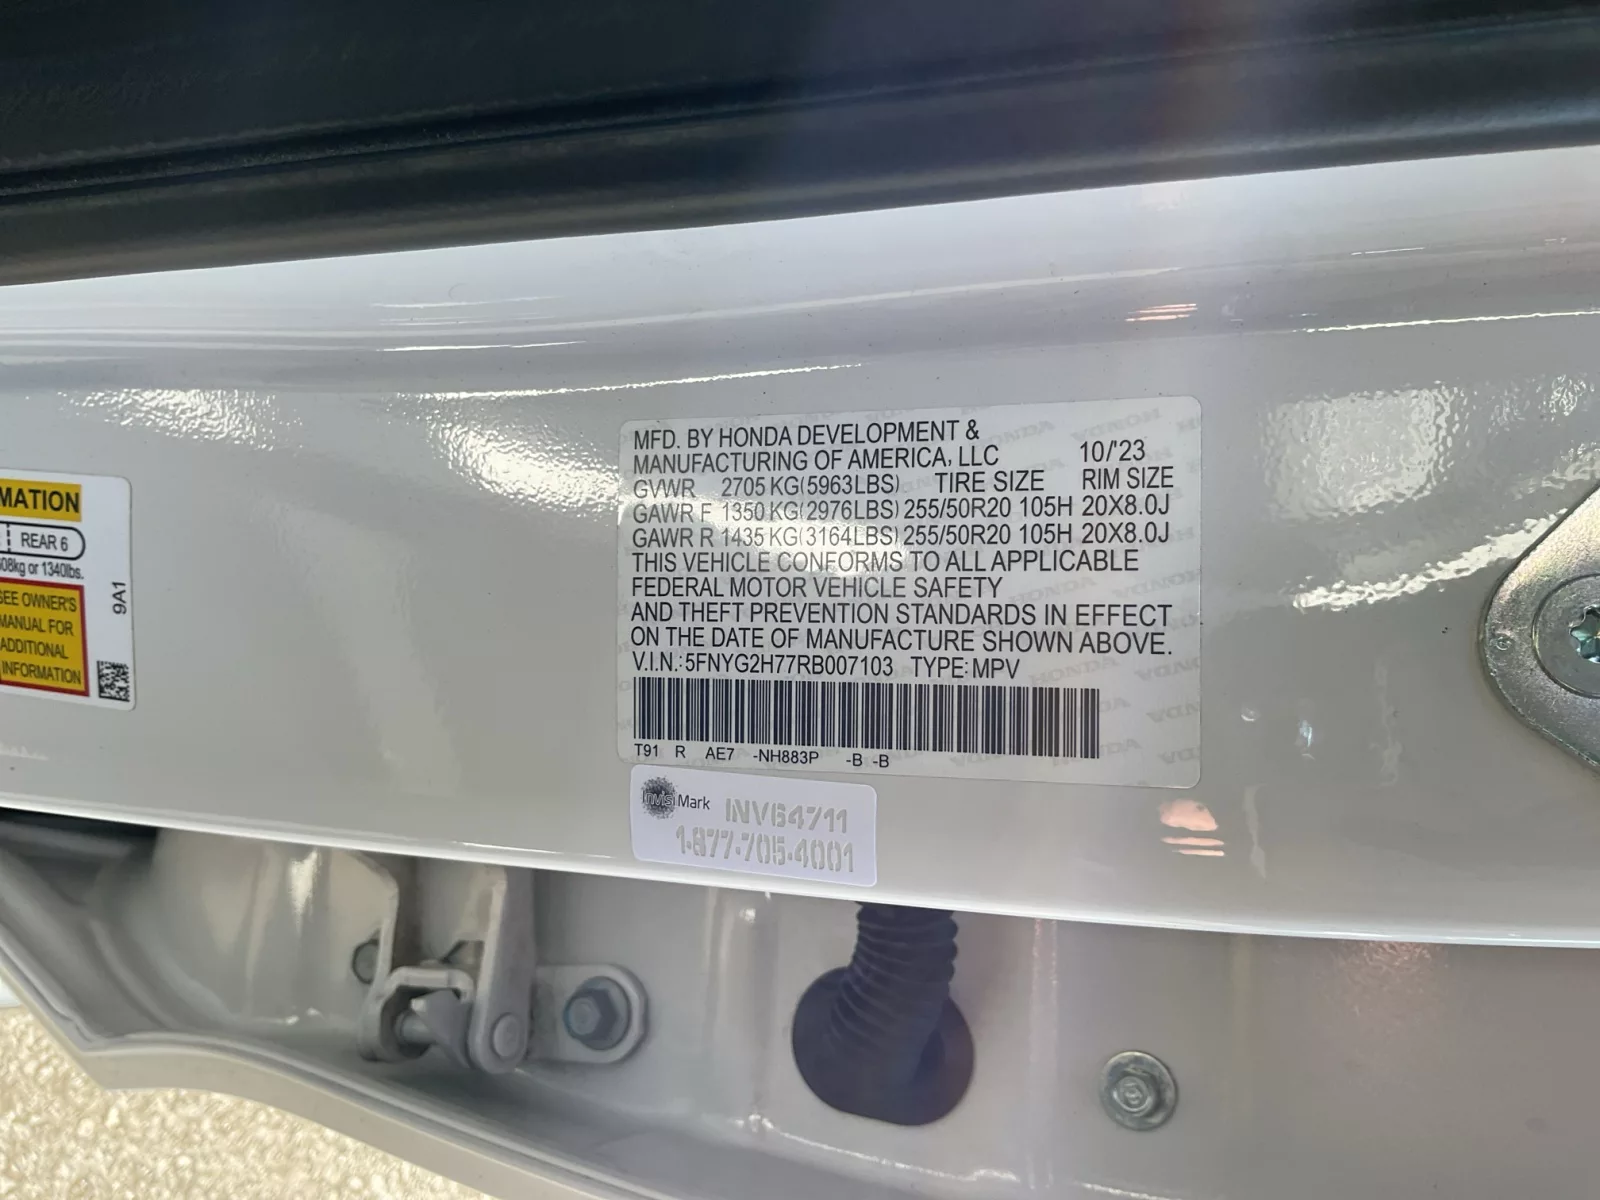 MATION
REAR 6
608kg or 1340lbs.
SEE OWNER'S
MANUAL FOR
ADDITIONAL
INFORMATION
9A1
MFD. BY HONDA DEVELOPMENT &
MANUFACTURING OF AMERICA, LLC 10/'23
GVWR 2705 KG(5963LBS) TIRE SIZE RIM SIZE
GAWR F 1350 KG(2976LBS) 255/50R20 105H 20X8.0J
GAWR R 1435 KG(3164LBS) 255/50R20 105H 20X8.0J
THIS VEHICLE CONFORMS TO ALL APPLICABLE
FEDERAL MOTOR VEHICLE SAFETY
AND THEFT PREVENTION STANDARDS IN EFFECT
ON THE DATE OF MANUFACTURE SHOWN ABOVE.
V.I.N.:5FNYG2H77RB007103 TYPE:MPV
T91 R AE7 -NH883P -B -B
InvisiMark INV64711
1-877-705-4001